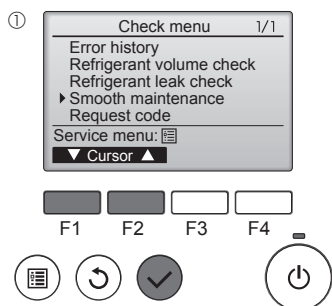 ①
Check menu 1/1
Error history
Refrigerant volume check
Refrigerant leak check
Smooth maintenance
Request code
Service menu:
▼ Cursor ▲
F1 F2 F3 F4